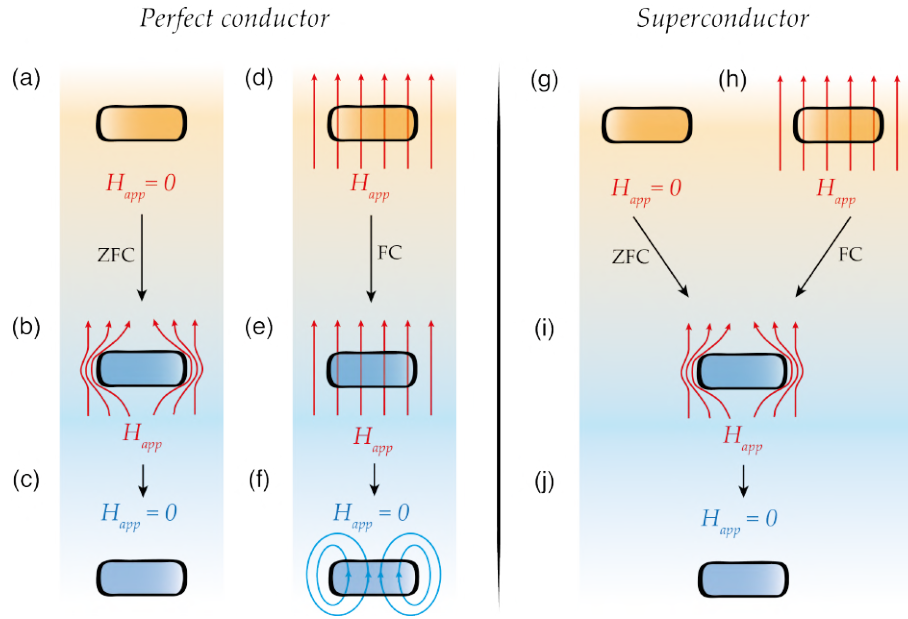 Perfect conductor
Superconductor
(a)
(d)
(g)
(h)
H_app = 0
H_app
H_app = 0
H_app
ZFC
FC
ZFC
FC
(b)
(e)
(i)
H_app
H_app
H_app
(c)
(f)
(j)
H_app = 0
H_app = 0
H_app = 0